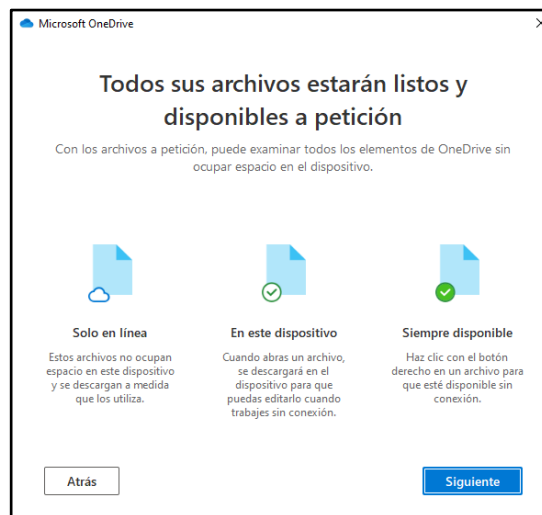 Microsoft OneDrive
Todos sus archivos estarán listos y
disponibles a petición
Con los archivos a petición, puede examinar todos los elementos de OneDrive sin
ocupar espacio en el dispositivo.
Solo en línea
Estos archivos no ocupan
espacio en este dispositivo
y se descargan a medida
que los utiliza.
En este dispositivo
Cuando abras un archivo,
se descargará en el
dispositivo para que
puedas editarlo cuando
trabajes sin conexión.
Siempre disponible
Haz clic con el botón
derecho en un archivo para
que esté disponible sin
conexión.
Atrás
Siguiente